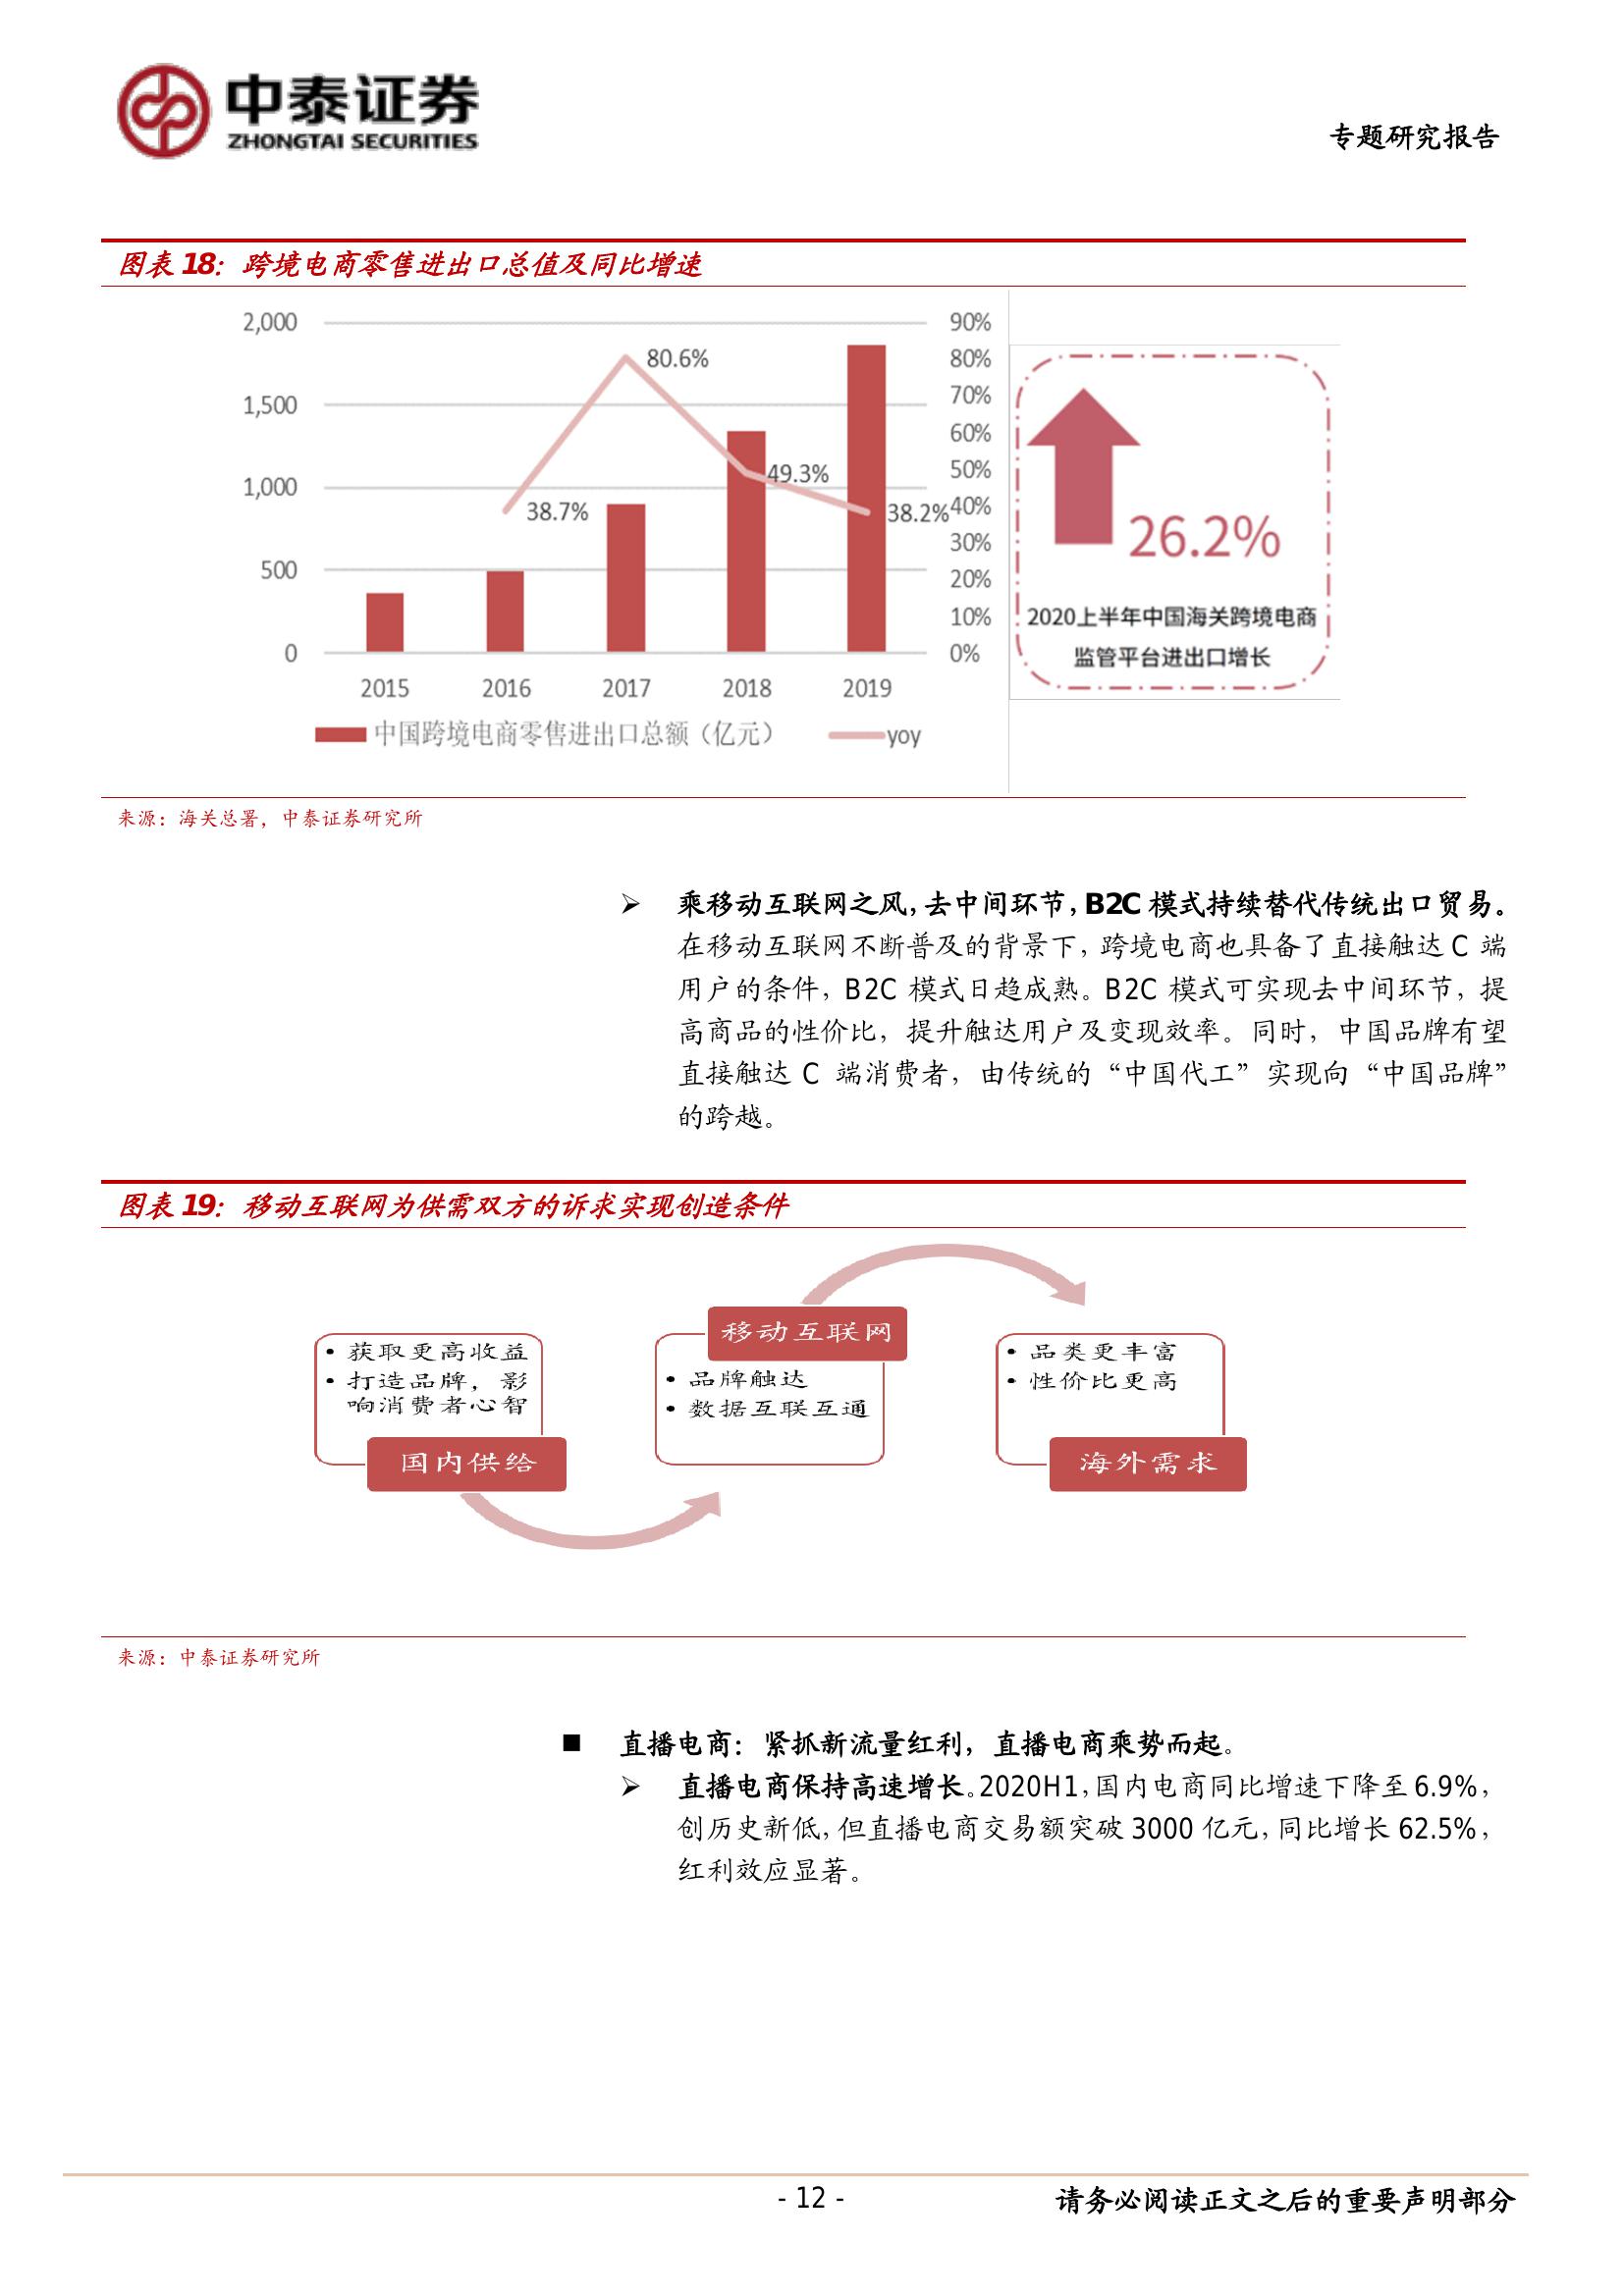 中泰证券
ZHONGTAI SECURITIES
专题研究报告
图表 18：跨境电商零售进出口总值及同比增速
2,000
1,500
1,000
500
0
90%
80%
70%
60%
50%
40%
30%
20%
10%
0%
38.7%
80.6%
49.3%
38.2%
2015
2016
2017
2018
2019
中国跨境电商零售进出口总额（亿元）
yoy
26.2%
2020上半年中国海关跨境电商
监管平台进出口增长
来源：海关总署，中泰证券研究所
➢ 乘移动互联网之风，去中间环节，B2C 模式持续替代传统出口贸易。
在移动互联网不断普及的背景下，跨境电商也具备了直接触达 C 端
用户的条件，B2C 模式日趋成熟。B2C 模式可实现去中间环节，提
高商品的性价比，提升触达用户及变现效率。同时，中国品牌有望
直接触达 C 端消费者，由传统的“中国代工”实现向“中国品牌”
的跨越。
图表 19：移动互联网为供需双方的诉求实现创造条件
• 获取更高收益
• 打造品牌，影
响消费者心智
国内供给
移动互联网
• 品牌触达
• 数据互联互通
• 品类更丰富
• 性价比更高
海外需求
来源：中泰证券研究所
■ 直播电商：紧抓新流量红利，直播电商乘势而起。
➢ 直播电商保持高速增长。2020H1，国内电商同比增速下降至 6.9%，
创历史新低，但直播电商交易额突破 3000 亿元，同比增长 62.5%，
红利效应显著。
- 12 -
请务必阅读正文之后的重要声明部分